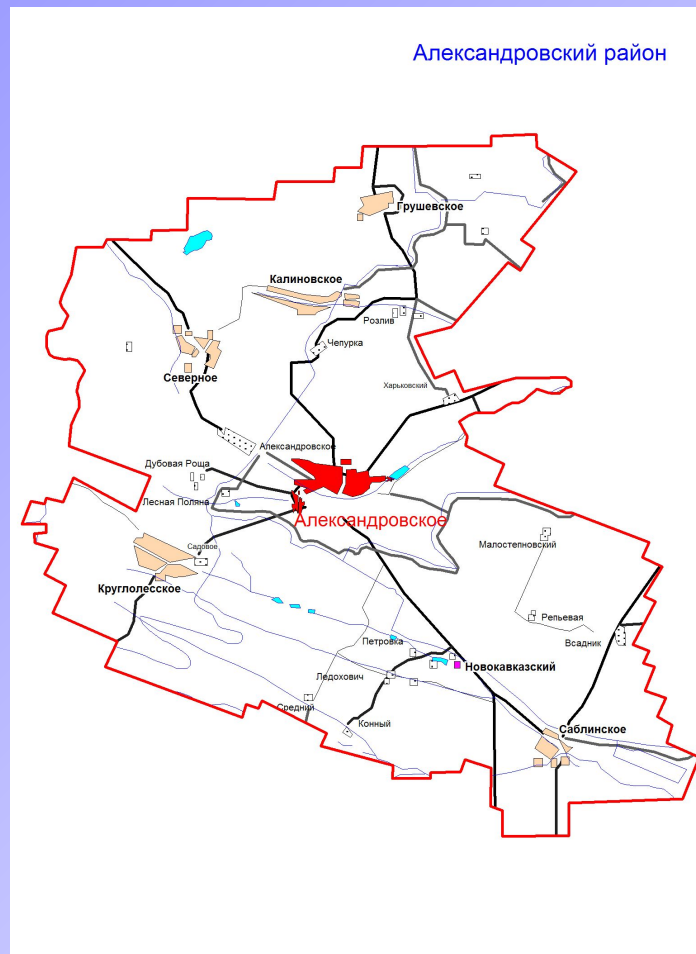 Александровский район
Грушевское
Калиновское
Розлив
Чепурка
Северное
Харьковский
Александровское
Дубовая Роща
Лесная Поляна
Александровское
Садовое
Малостепновский
Круглолесское
Репьевая
Петровка
Всадник
Новокавказский
Ледохович
Средний
Конный
Саблинское